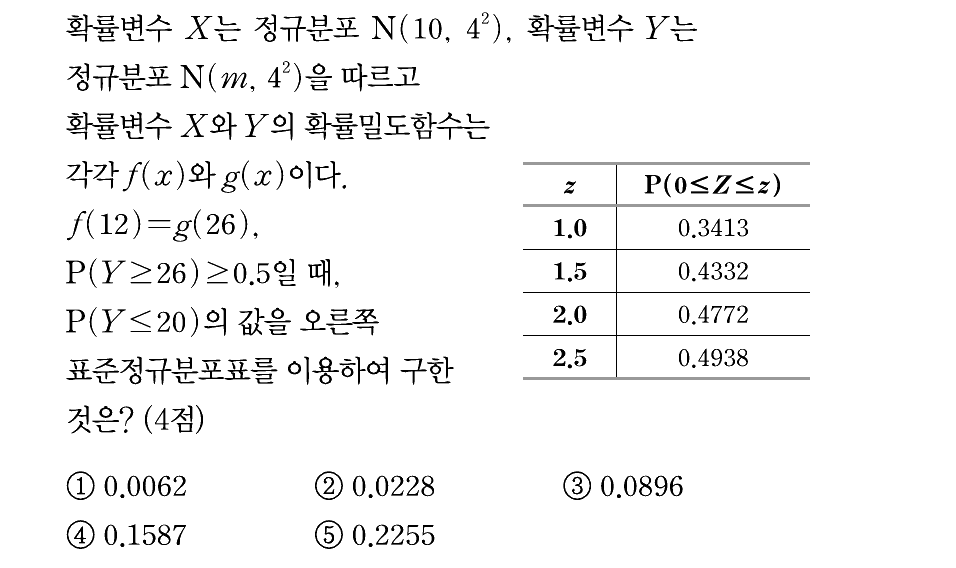 확률변수 X는 정규분포 N(10, 4²), 확률변수 Y는
정규분포 N(m, 4²)을 따르고
확률변수 X와 Y의 확률밀도함수는
각각 f(x)와 g(x)이다.
f(12)=g(26),
P(Y≥26)≥0.5일 때,
P(Y≤20)의 값을 오른쪽
표준정규분포표를 이용하여 구한
것은? (4점)
z P(0≤Z≤z)
1.0 0.3413
1.5 0.4332
2.0 0.4772
2.5 0.4938
① 0.0062 ② 0.0228 ③ 0.0896
④ 0.1587 ⑤ 0.2255